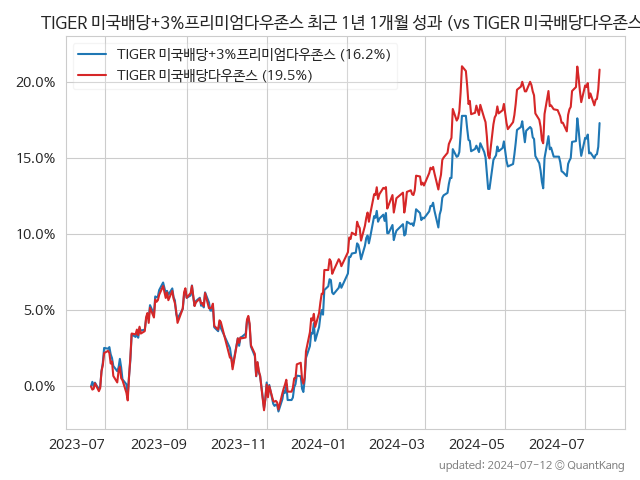 TIGER 미국배당+3%프리미엄다우존스 최근 1년 1개월 성과 (vs TIGER 미국배당다우존스
TIGER 미국배당+3%프리미엄다우존스 (16.2%)
TIGER 미국배당다우존스 (19.5%)
20.0%
15.0%
10.0%
5.0%
0.0%
2023-07 2023-09 2023-11 2024-01 2024-03 2024-05 2024-07
updated: 2024-07-12 © QuantKang